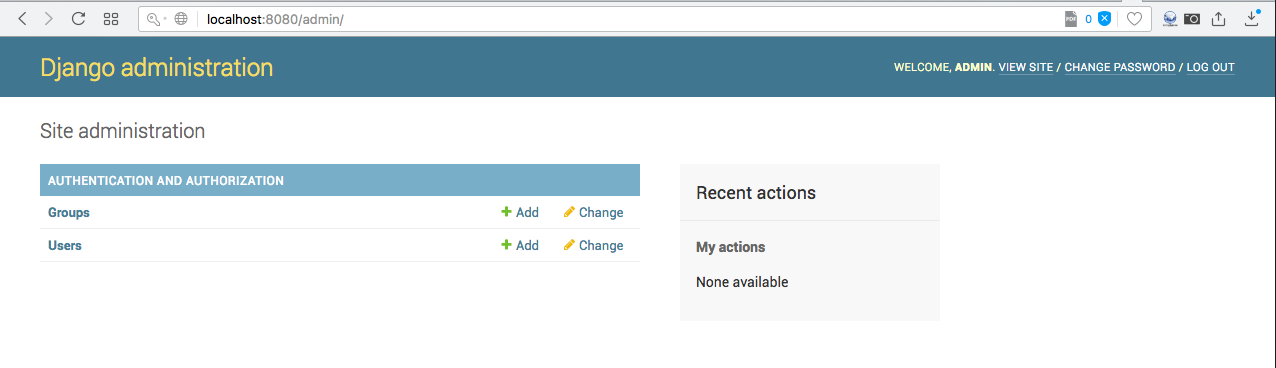 localhost:8080/admin/
PDF
0
Django administration
WELCOME, ADMIN. VIEW SITE / CHANGE PASSWORD / LOG OUT
Site administration
AUTHENTICATION AND AUTHORIZATION
Groups
Add
Change
Users
Add
Change
Recent actions
My actions
None available